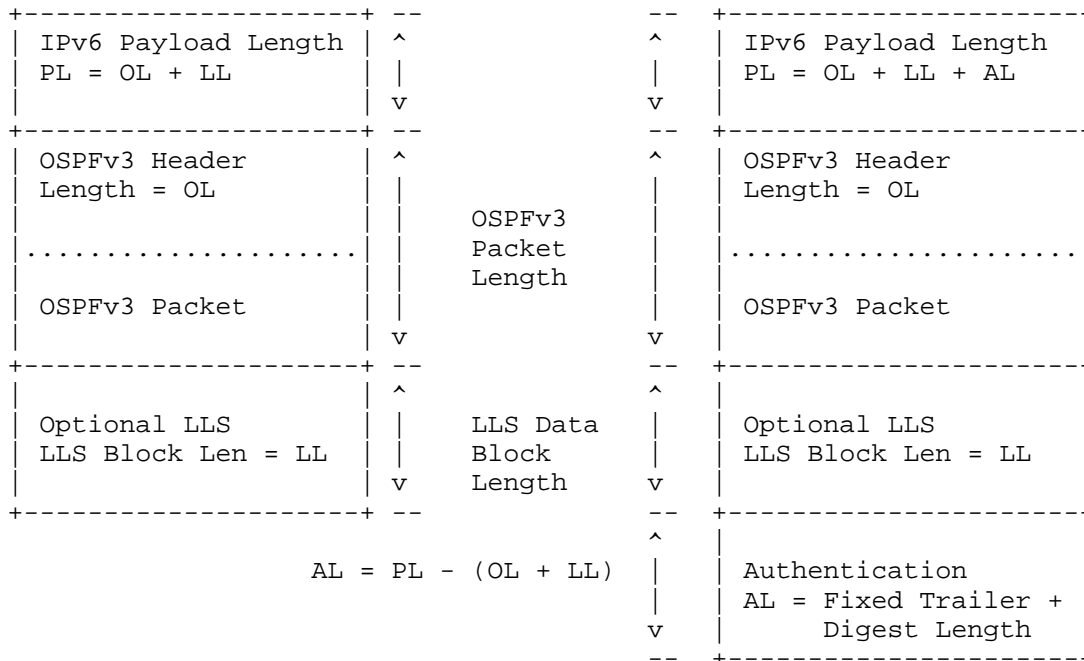 +---------------------+ --              --  +----------------------
| IPv6 Payload Length | ^               ^   | IPv6 Payload Length
| PL = OL + LL        | |               |   | PL = OL + LL + AL
|                     | v               v   |
+---------------------+ --              --  +----------------------
| OSPFv3 Header       | ^               ^   | OSPFv3 Header
| Length = OL         | |               |   | Length = OL
|                     | |    OSPFv3     |   |
|.....................| |    Packet     |   |......................
|                     | |    Length     |   |
| OSPFv3 Packet       | |               |   | OSPFv3 Packet
|                     | v               v   |
+---------------------+ --              --  +----------------------
|                     | ^               ^   |
| Optional LLS        | |    LLS Data   |   | Optional LLS
| LLS Block Len = LL  | |    Block      |   | LLS Block Len = LL
|                     | v    Length     v   |
+---------------------+ --              --  +----------------------
                                        ^   |
                   AL = PL - (OL + LL)  |   | Authentication
                                        |   | AL = Fixed Trailer +
                                        v   |      Digest Length
                                        --  +----------------------